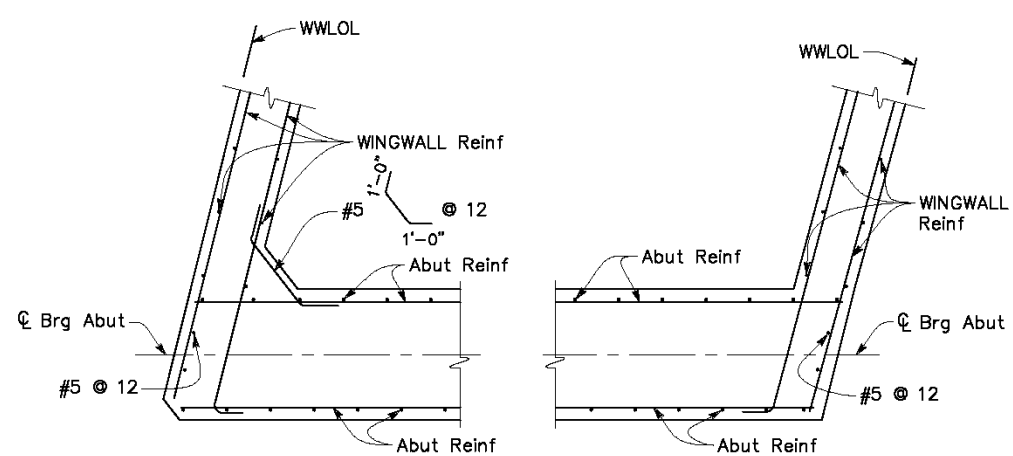 WWLOL
WWLOL
WINGWALL Reinf
1'-0"
#5 @ 12
1'-0"
WINGWALL
Reinf
Abut Reinf
Abut Reinf
℄ Brg Abut
℄ Brg Abut
#5 @ 12
#5 @ 12
Abut Reinf
Abut Reinf